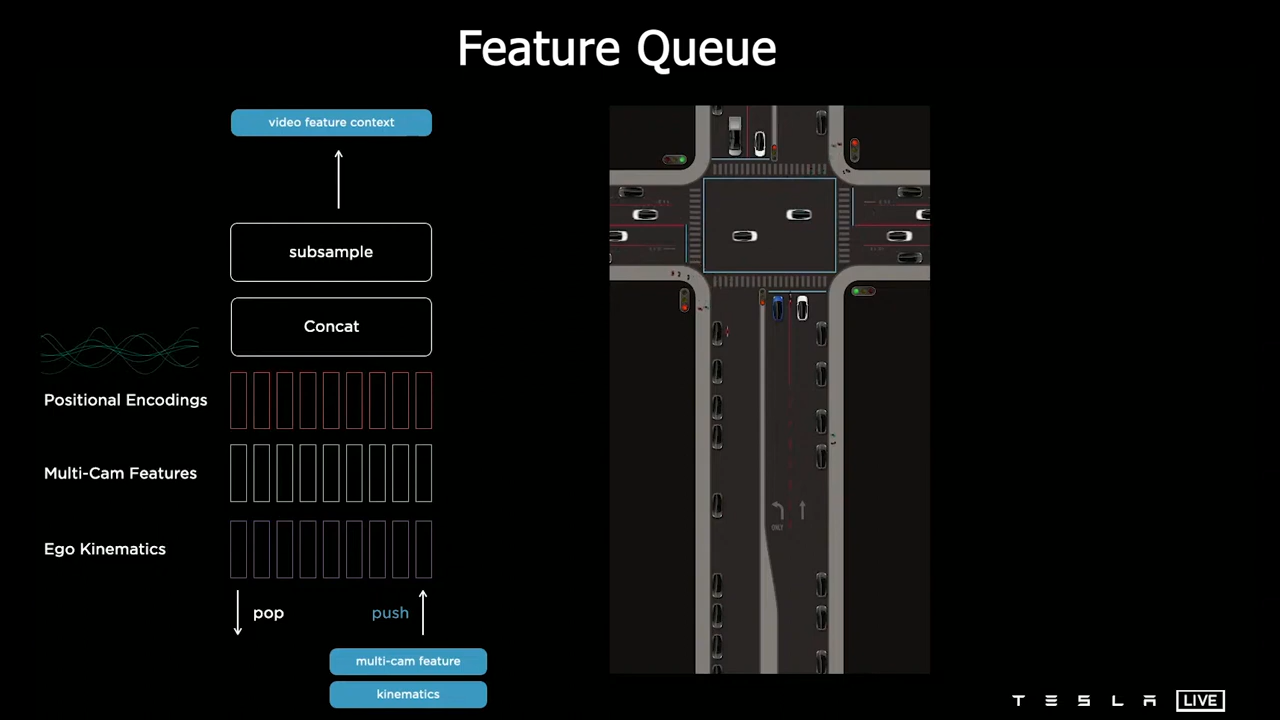 Feature Queue
video feature context
subsample
Concat
Positional Encodings
Multi-Cam Features
Ego Kinematics
pop
push
multi-cam feature
kinematics
ONLY
TESLA LIVE